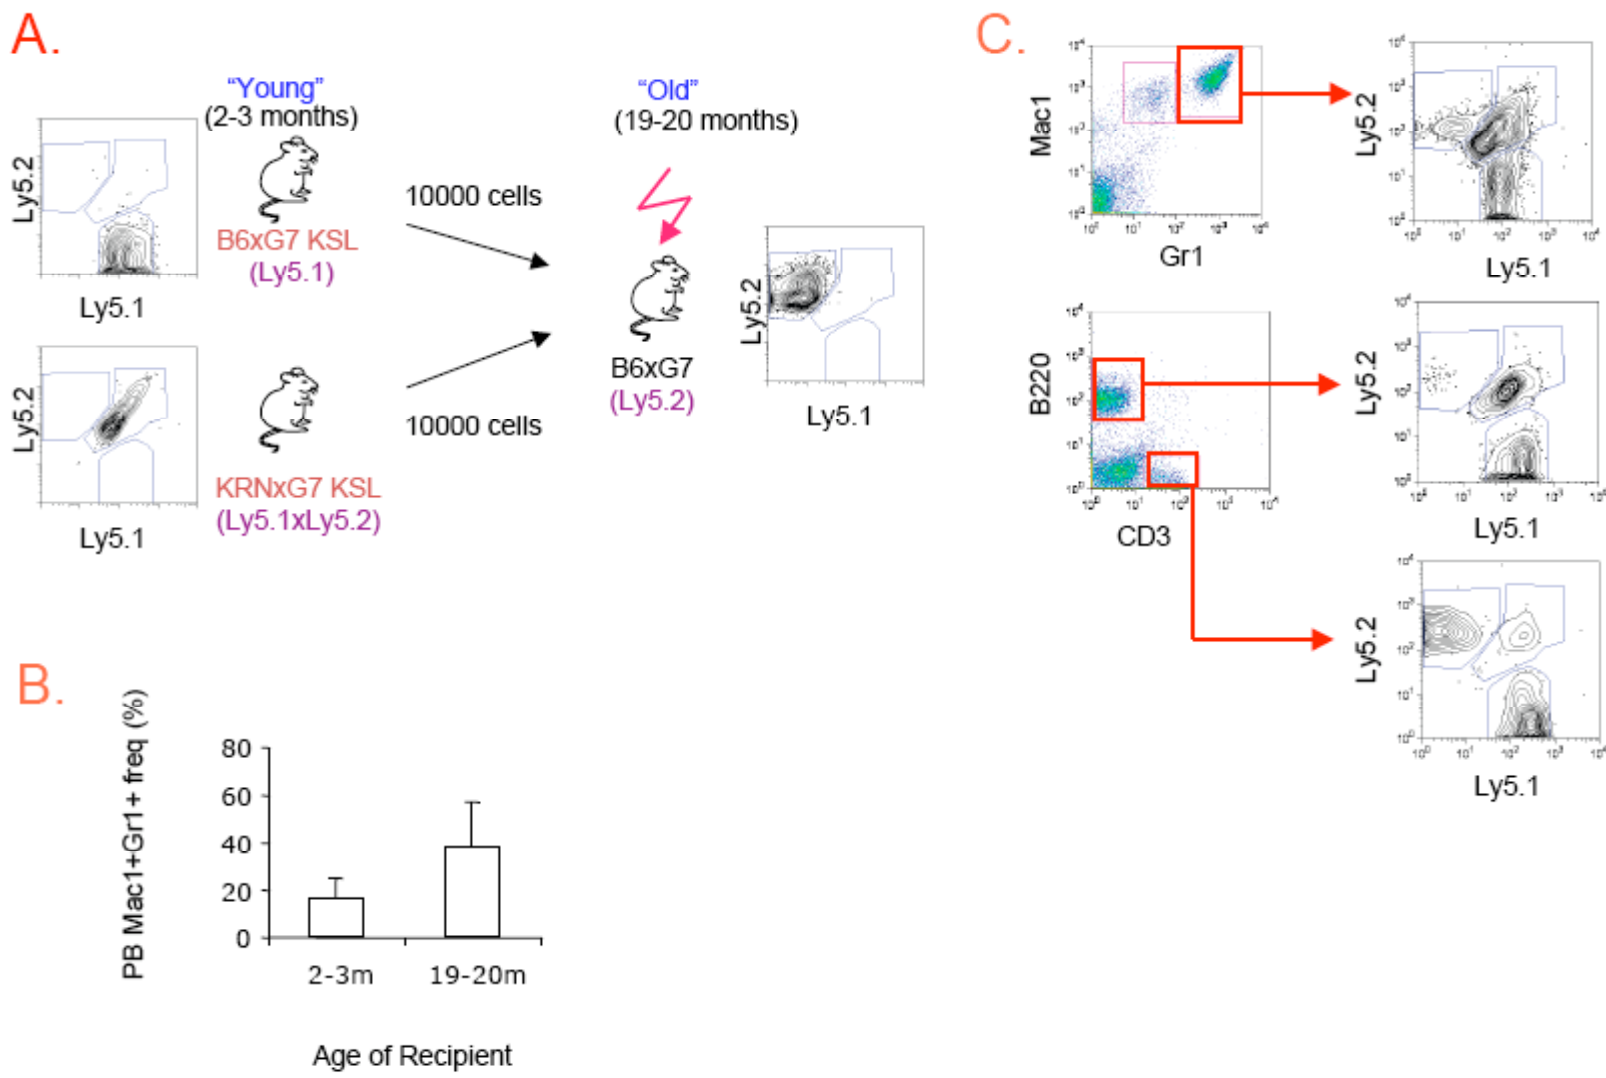 A.
"Young"
(2-3 months)
Ly5.2
Ly5.1
B6xG7 KSL
(Ly5.1)
10000 cells
Ly5.2
Ly5.1
KRNxG7 KSL
(Ly5.1xLy5.2)
10000 cells
"Old"
(19-20 months)
B6xG7
(Ly5.2)
Ly5.2
Ly5.1
B.
PB Mac1+Gr1+ freq (%)
80
60
40
20
0
2-3m
19-20m
Age of Recipient
C.
Mac1
Gr1
Ly5.2
Ly5.1
B220
CD3
Ly5.2
Ly5.1
Ly5.2
Ly5.1